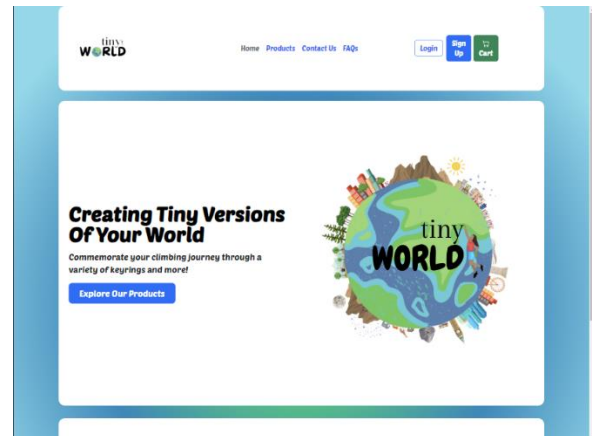 tiny
WORLD
Home Products Contact Us FAQs
Login
Sign
Up
Cart
Creating Tiny Versions
Of Your World
Commemorate your climbing journey through a
variety of keyrings and more!
Explore Our Products
tiny
WORLD